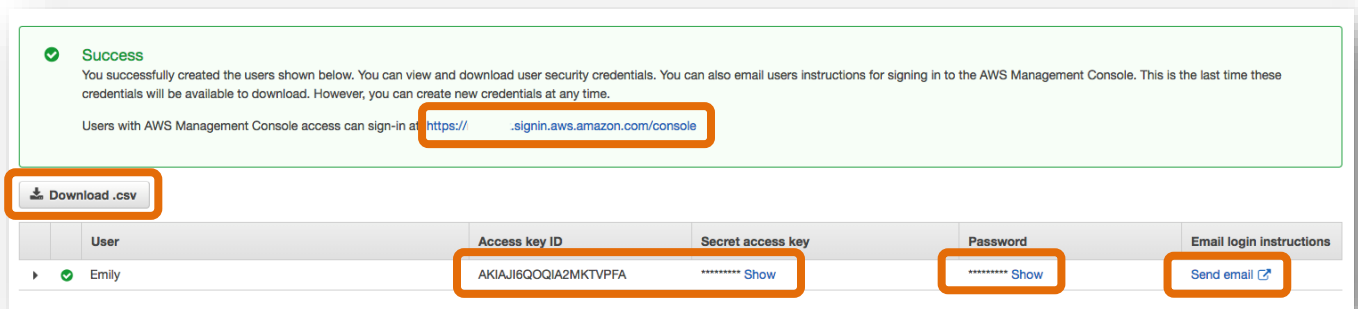 Success
You successfully created the users shown below. You can view and download user security credentials. You can also email users instructions for signing in to the AWS Management Console. This is the last time these
credentials will be available to download. However, you can create new credentials at any time.
Users with AWS Management Console access can sign-in at https:// .signin.aws.amazon.com/console
Download .csv
User Access key ID Secret access key Password Email login instructions
Emily AKIAJI6QOQIA2MKTVPFA ********* Show ********* Show Send email